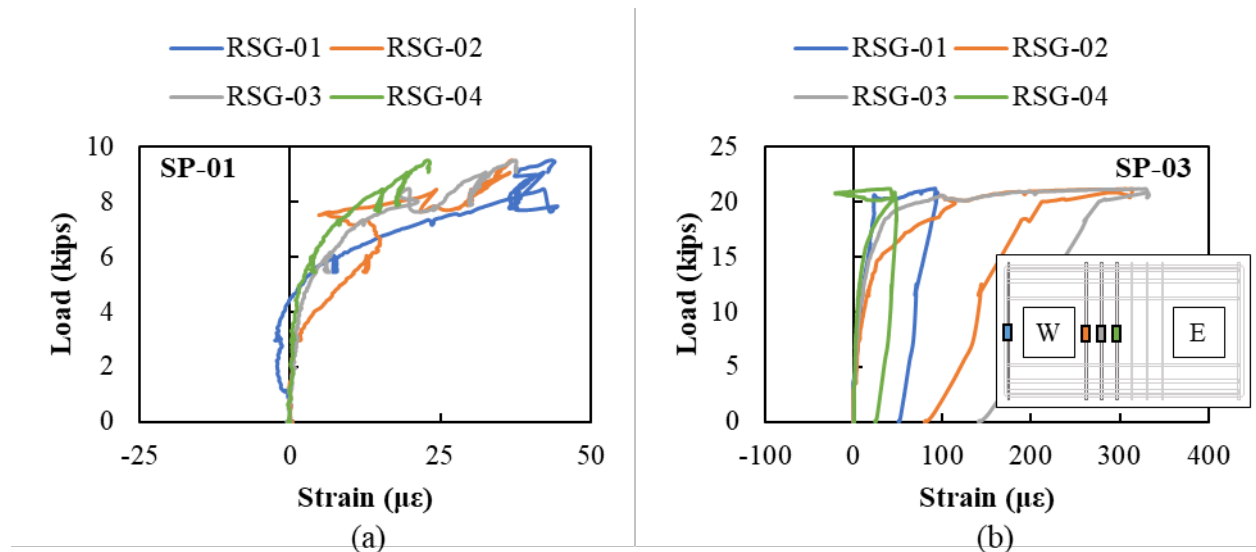 RSG-01 RSG-02
RSG-03 RSG-04
SP-01
10
8
6
4
2
0
-25 0 25 50
Load (kips)
Strain (με)
(a)
RSG-01 RSG-02
RSG-03 RSG-04
SP-03
25
20
15
10
5
0
-100 0 100 200 300 400
Load (kips)
W E
Strain (με)
(b)